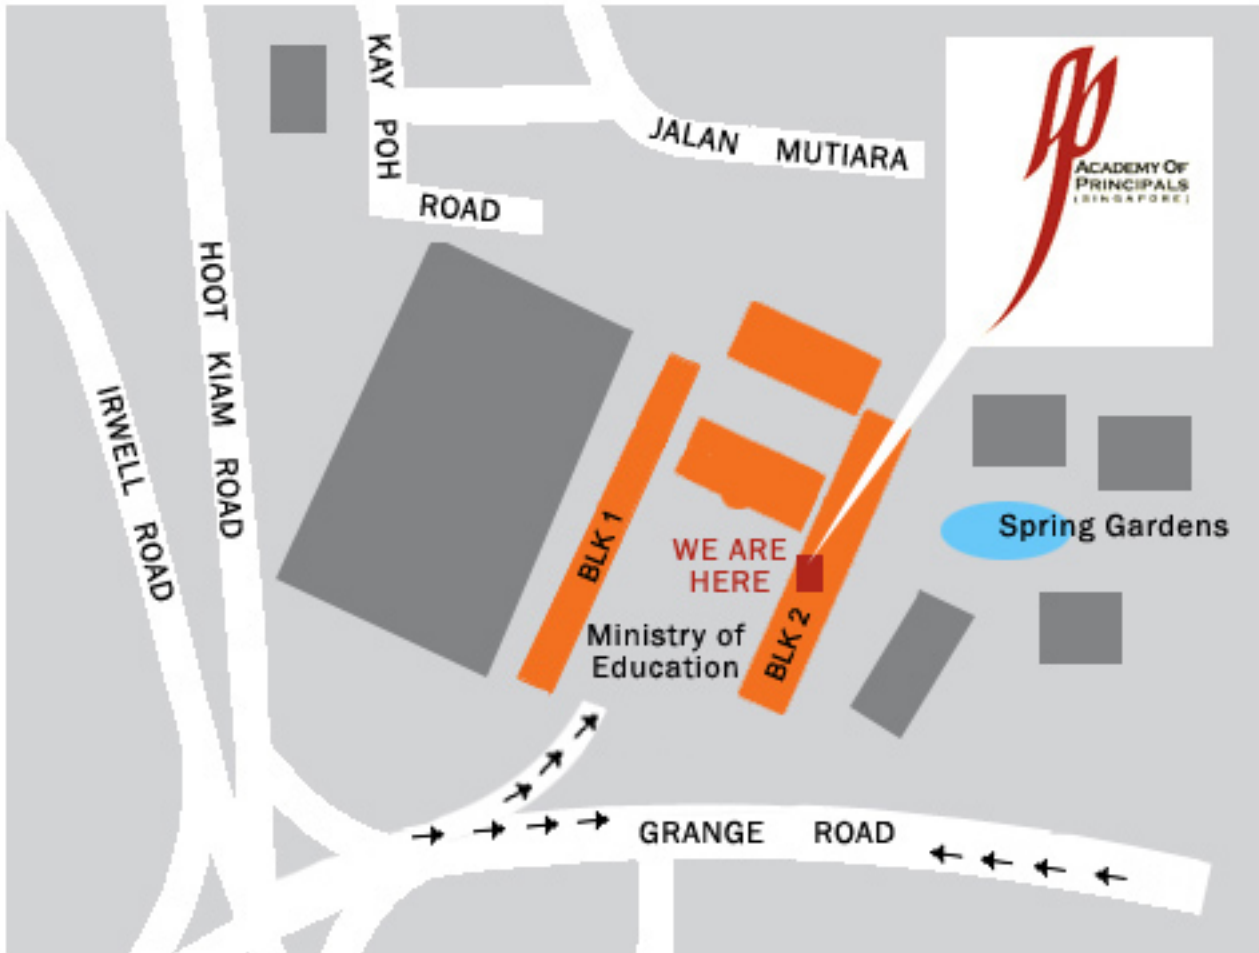 KAY POH
ROAD
JALAN MUTIARA
ACADEMY OF
PRINCIPALS
(SINGAPORE)
HOOT KIAM ROAD
IRWELL ROAD
BLK 1
WE ARE
HERE
BLK 2
Ministry of
Education
Spring Gardens
GRANGE ROAD